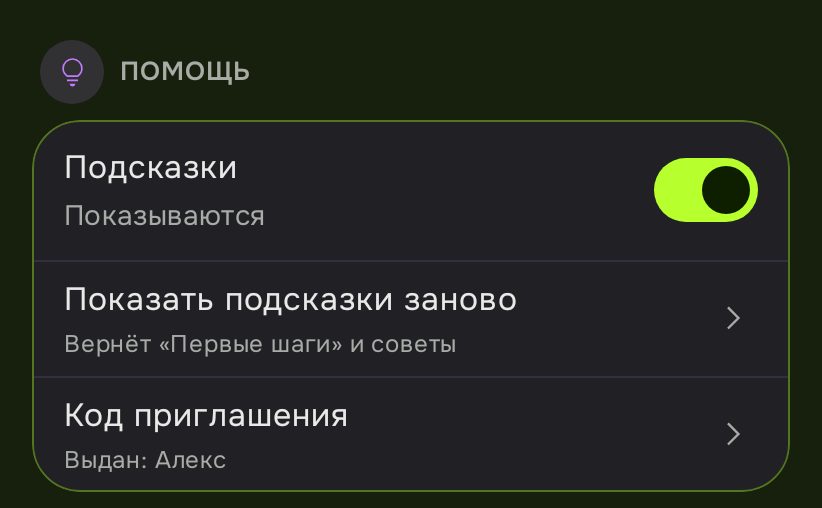 ПОМОЩЬ
Подсказки
Показываются
Показать подсказки заново
Вернёт «Первые шаги» и советы
Код приглашения
Выдан: Алекс